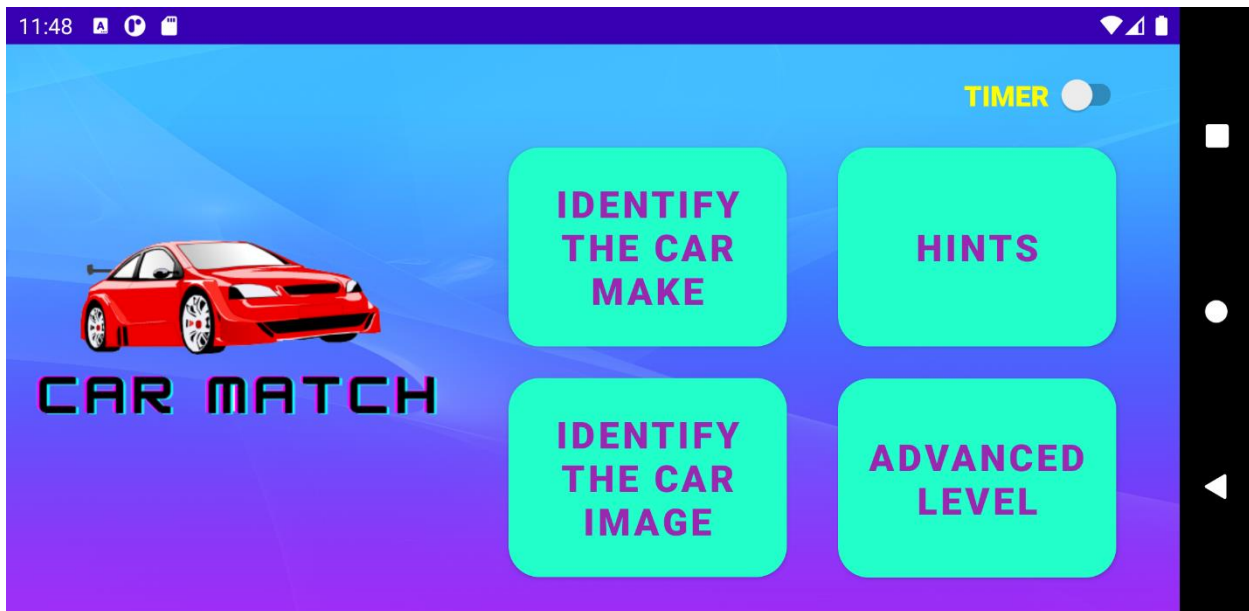 11:48
TIMER
IDENTIFY
THE CAR
MAKE
HINTS
CAR MATCH
IDENTIFY
THE CAR
IMAGE
ADVANCED
LEVEL